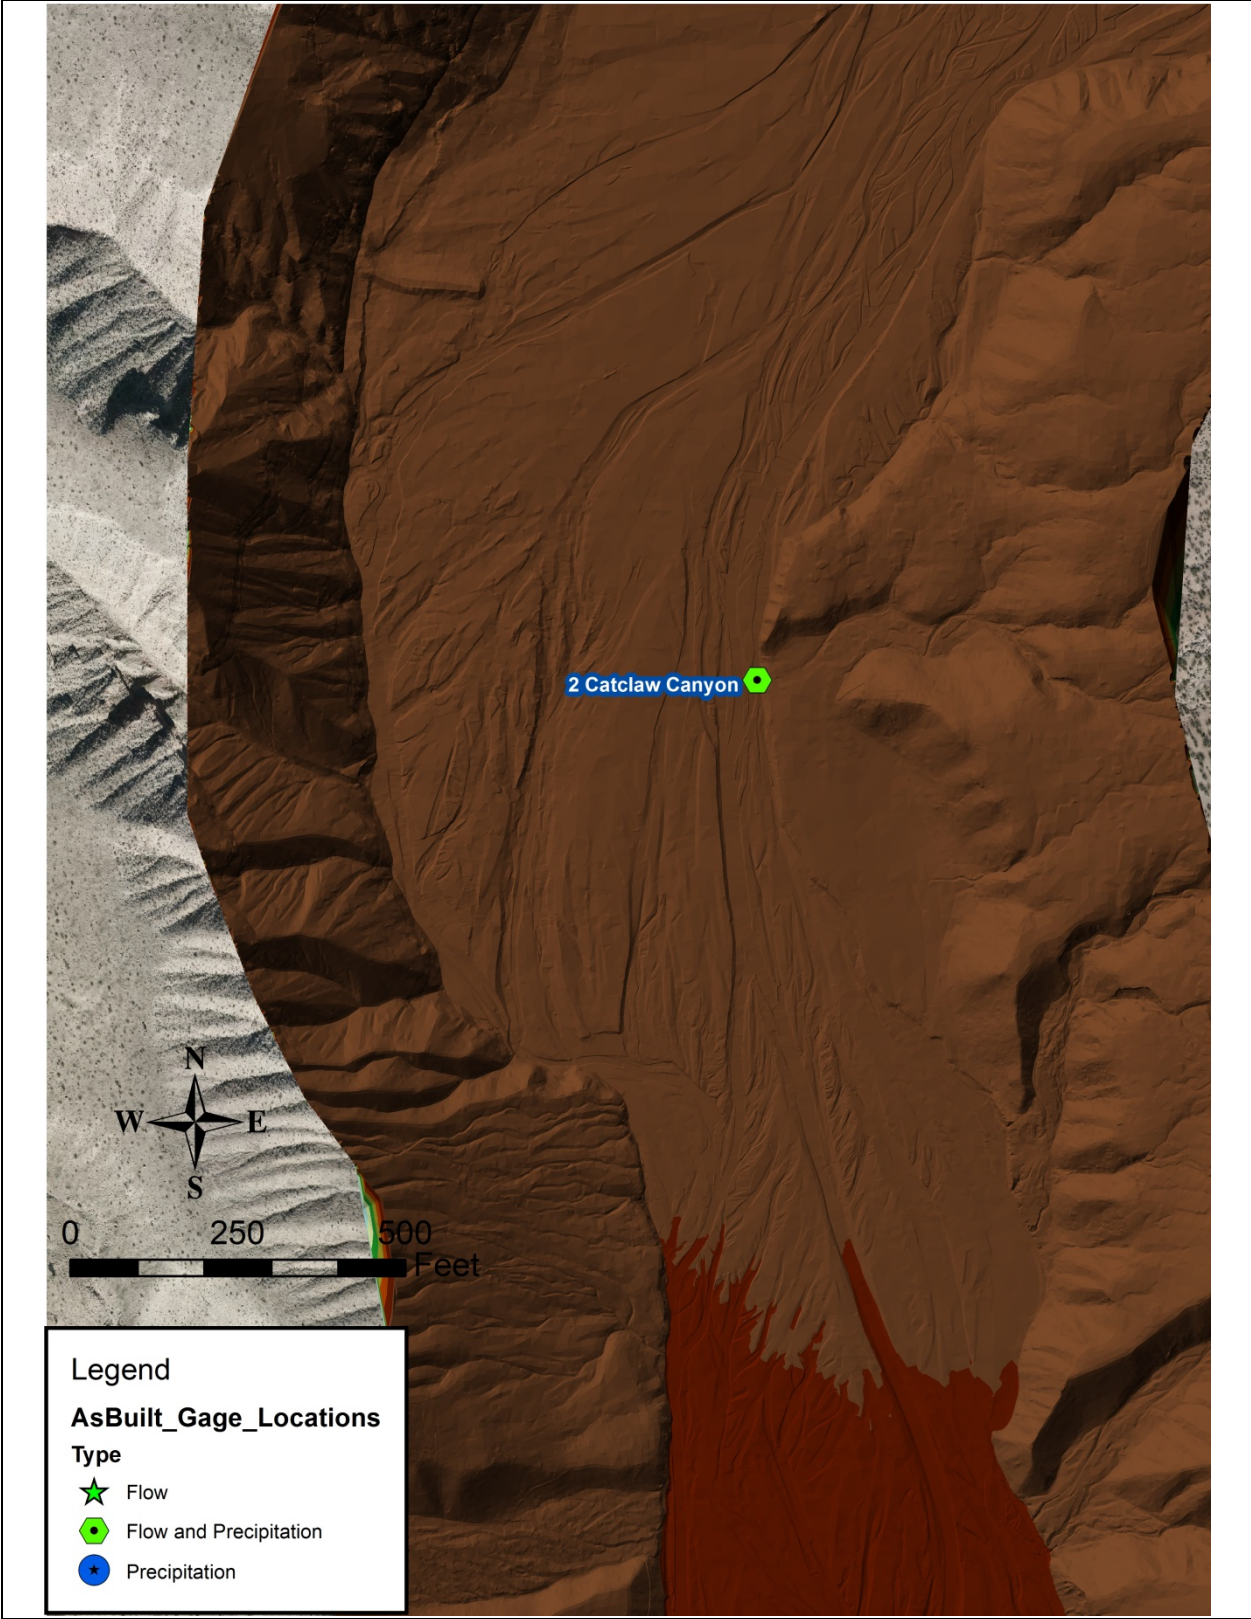 2 Catclaw Canyon
N
W E
S
0 250 500
Feet
Legend
AsBuilt_Gage_Locations
Type
Flow
Flow and Precipitation
Precipitation